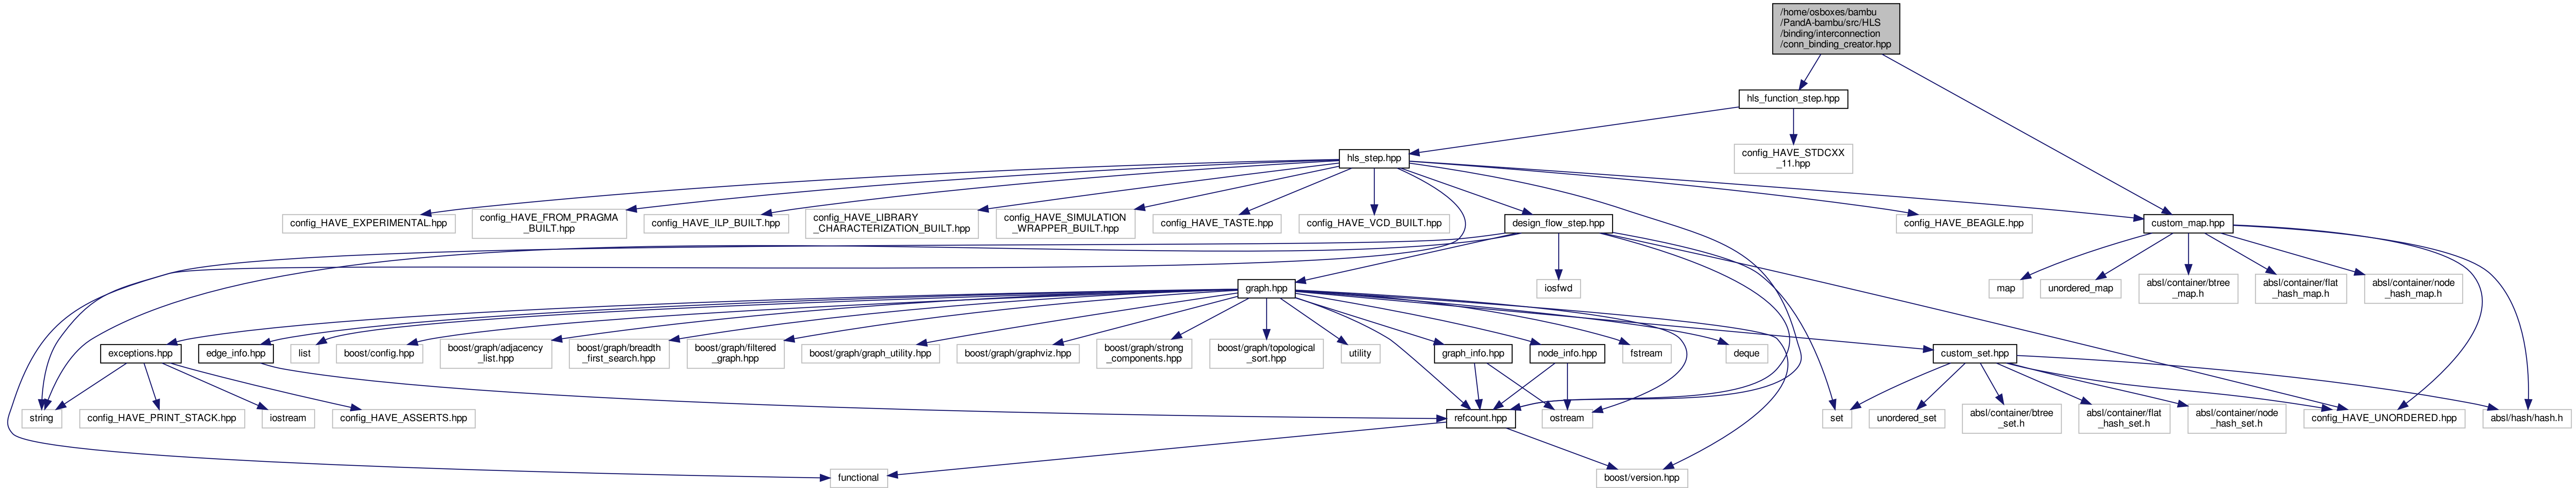 /home/osboxes/bambu
/PandA-bambu/src/HLS
/binding/interconnection
/conn_binding_creator.hpp
hls_function_step.hpp
hls_step.hpp
config_HAVE_STDCXX
_11.hpp
config_HAVE_EXPERIMENTAL.hpp
config_HAVE_FROM_PRAGMA
_BUILT.hpp
config_HAVE_ILP_BUILT.hpp
config_HAVE_LIBRARY
_CHARACTERIZATION_BUILT.hpp
config_HAVE_SIMULATION
_WRAPPER_BUILT.hpp
config_HAVE_TASTE.hpp
config_HAVE_VCD_BUILT.hpp
design_flow_step.hpp
config_HAVE_BEAGLE.hpp
custom_map.hpp
graph.hpp
iosfwd
map
unordered_map
absl/container/btree
_map.h
absl/container/flat
_hash_map.h
absl/container/node
_hash_map.h
exceptions.hpp
edge_info.hpp
list
boost/config.hpp
boost/graph/adjacency
_list.hpp
boost/graph/breadth
_first_search.hpp
boost/graph/filtered
_graph.hpp
boost/graph/graph_utility.hpp
boost/graph/graphviz.hpp
boost/graph/strong
_components.hpp
boost/graph/topological
_sort.hpp
utility
graph_info.hpp
node_info.hpp
fstream
deque
custom_set.hpp
string
config_HAVE_PRINT_STACK.hpp
iostream
config_HAVE_ASSERTS.hpp
refcount.hpp
ostream
set
unordered_set
absl/container/btree
_set.h
absl/container/flat
_hash_set.h
absl/container/node
_hash_set.h
config_HAVE_UNORDERED.hpp
absl/hash/hash.h
functional
boost/version.hpp